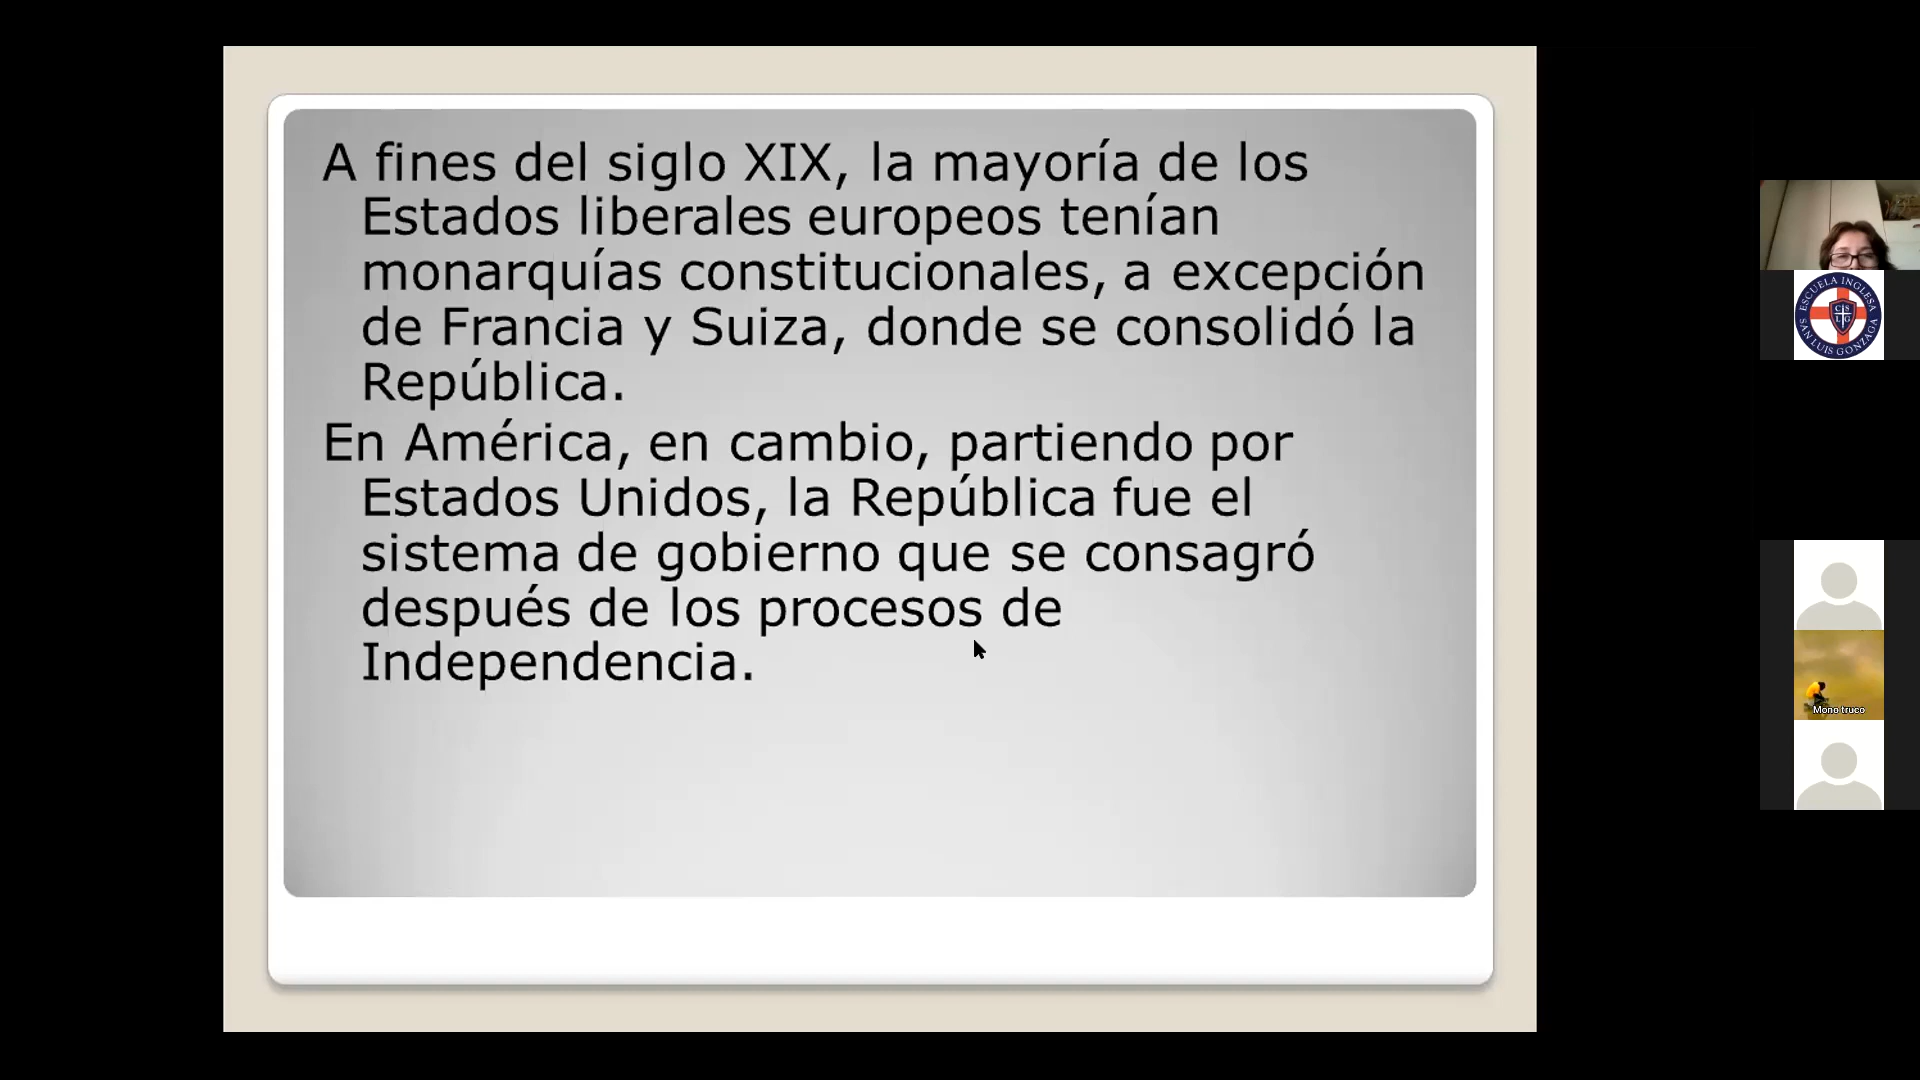 A fines del siglo XIX, la mayoría de los
Estados liberales europeos tenían
monarquías constitucionales, a excepción
de Francia y Suiza, donde se consolidó la
República.
En América, en cambio, partiendo por
Estados Unidos, la República fue el
sistema de gobierno que se consagró
después de los procesos de
Independencia.
ESCUELA INGLESA
CS
LG
SAN LUIS GONZAGA
Mono truco